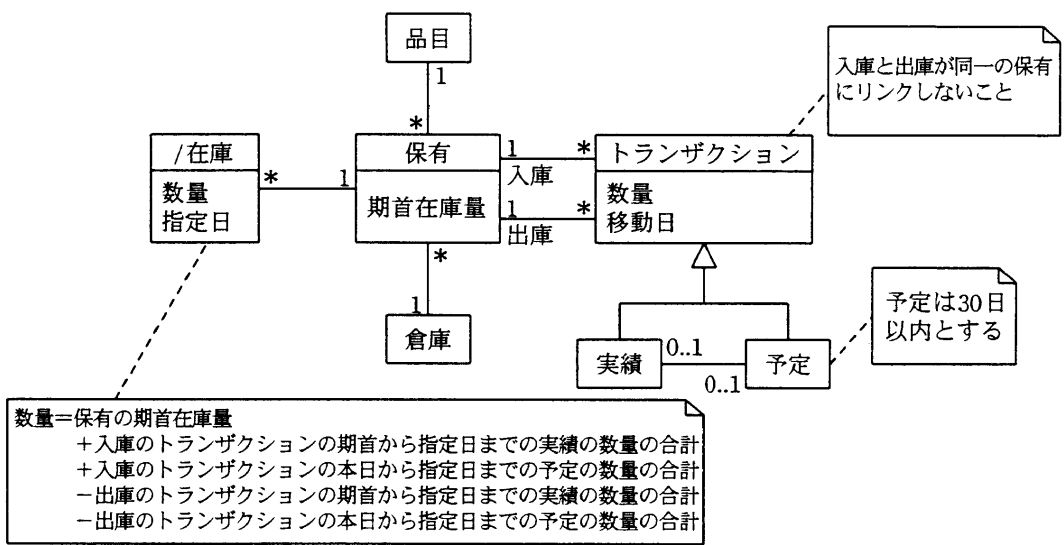 品目
1
*
入庫と出庫が同一の保有
にリンクしないこと
/在庫
数量
指定日
*
1
保有
期首在庫量
1
*
入庫
1
*
出庫
トランザクション
数量
移動日
*
1
倉庫
予定は30日
以内とする
実績
0..1
0..1
予定
数量=保有の期首在庫量
+入庫のトランザクションの期首から指定日までの実績の数量の合計
+入庫のトランザクションの本日から指定日までの予定の数量の合計
-出庫のトランザクションの期首から指定日までの実績の数量の合計
-出庫のトランザクションの本日から指定日までの予定の数量の合計